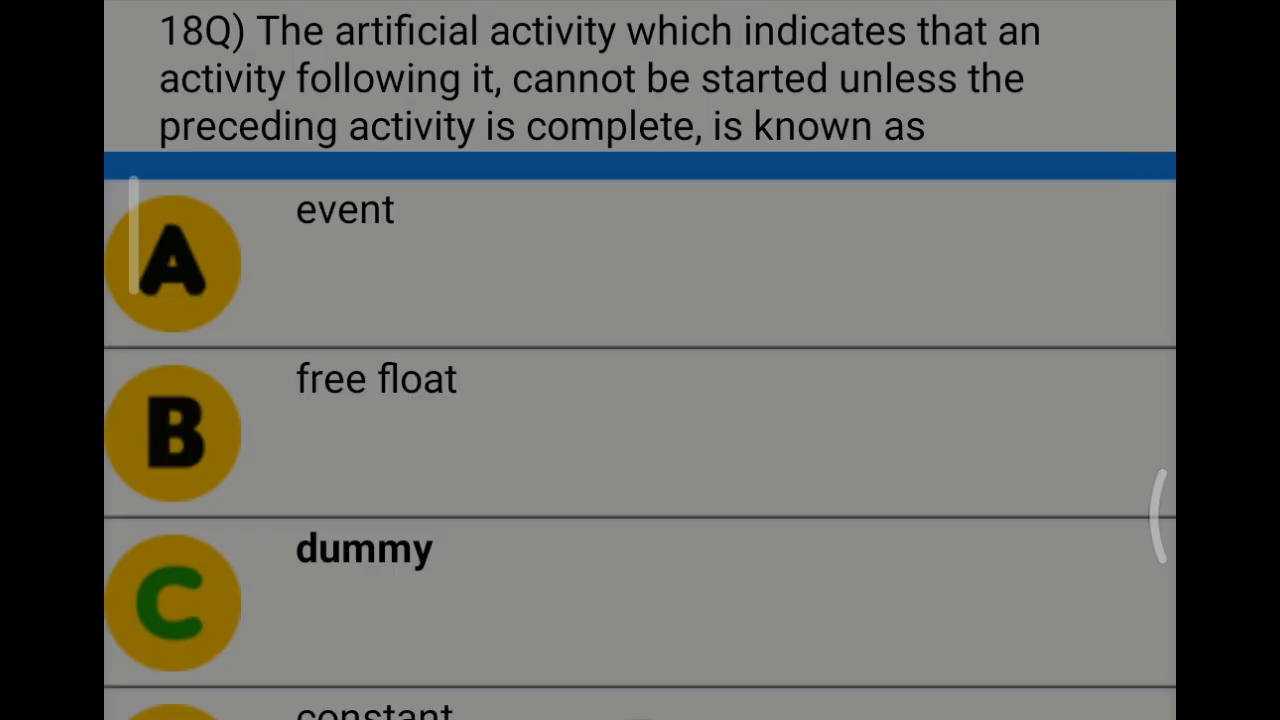 18Q) The artificial activity which indicates that an
activity following it, cannot be started unless the
preceding activity is complete, is known as
A
event
B
free float
C
dummy
constant